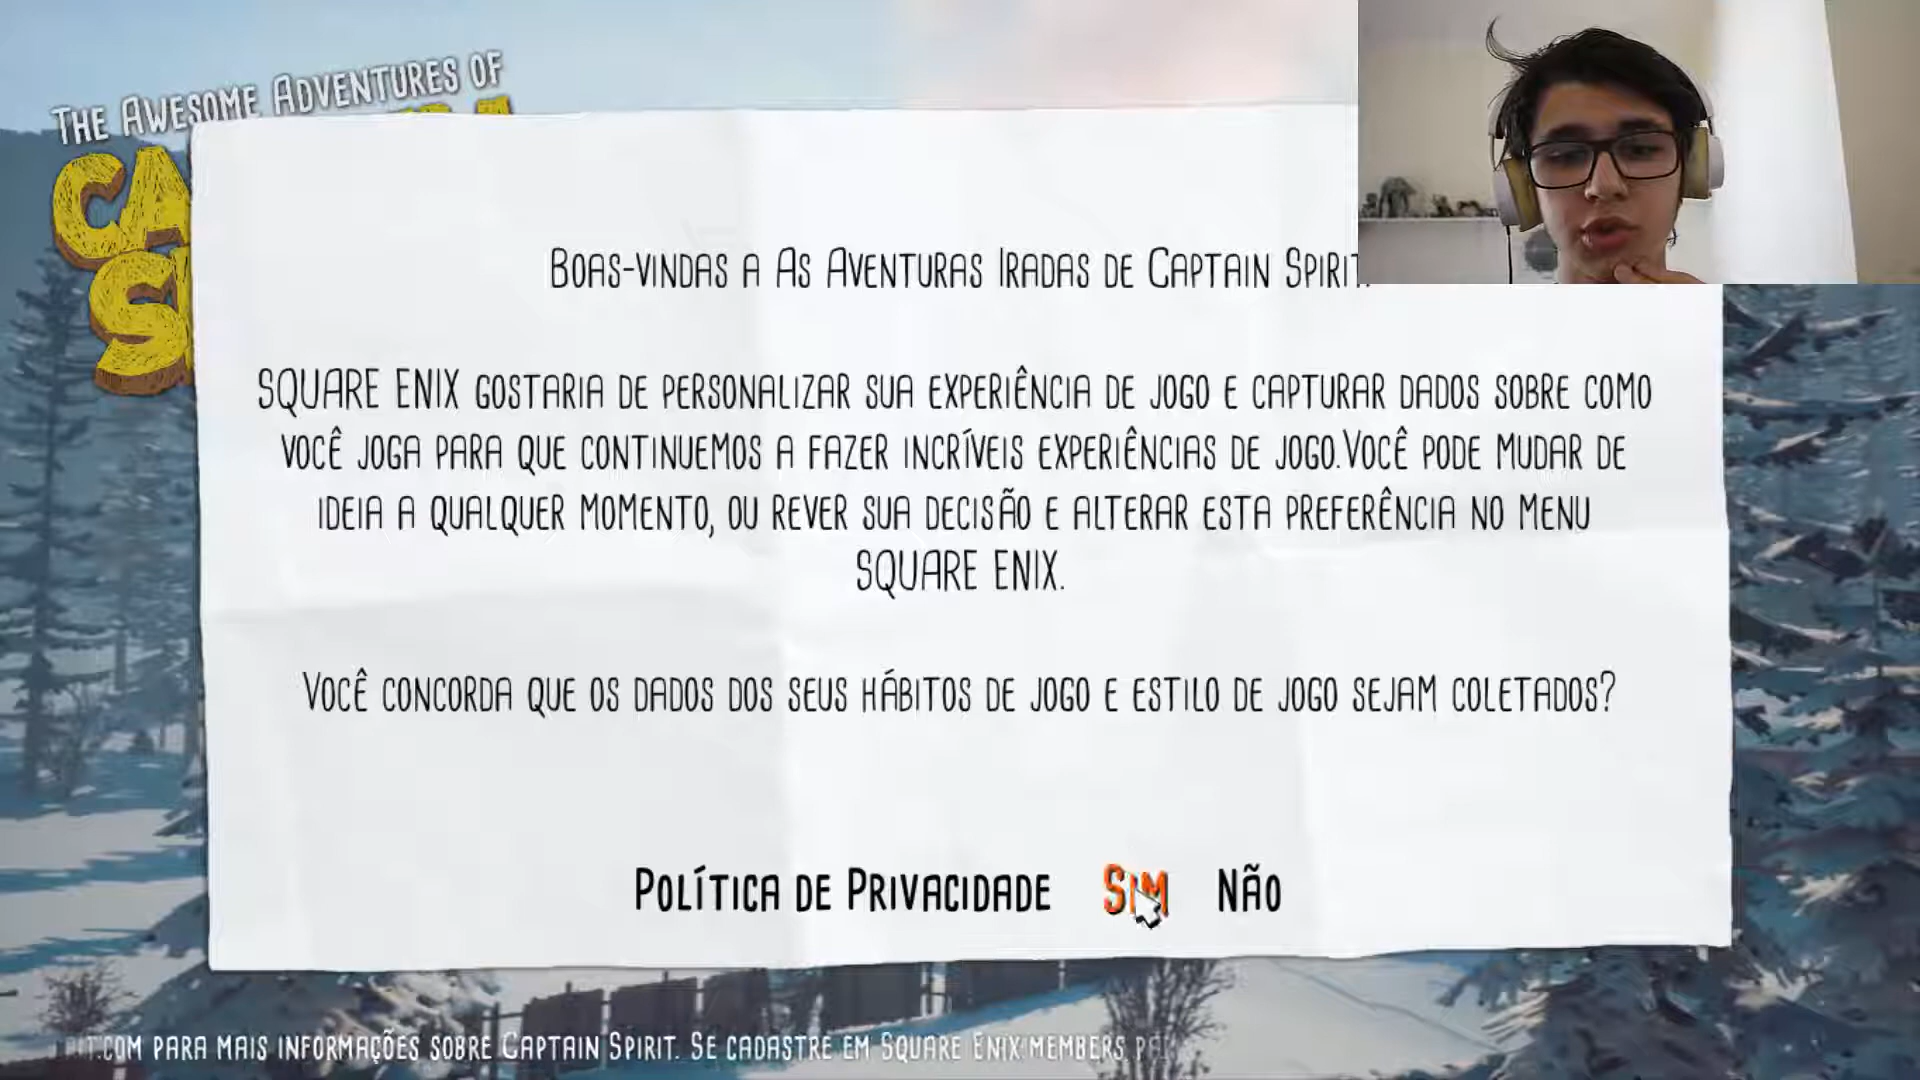 THE AWESOME ADVENTURES OF
BOAS-VINDAS A AS AVENTURAS IRADAS DE CAPTAIN SPIRIT.
SQUARE ENIX GOSTARIA DE PERSONALIZAR SUA EXPERIÊNCIA DE JOGO E CAPTURAR DADOS SOBRE COMO
VOCÊ JOGA PARA QUE CONTINUEMOS A FAZER INCRÍVEIS EXPERIÊNCIAS DE JOGO.VOCÊ PODE MUDAR DE
IDEIA A QUALQUER MOMENTO, OU REVER SUA DECISÃO E ALTERAR ESTA PREFERÊNCIA NO MENU
SQUARE ENIX.
VOCÊ CONCORDA QUE OS DADOS DOS SEUS HÁBITOS DE JOGO E ESTILO DE JOGO SEJAM COLETADOS?
POLÍTICA DE PRIVACIDADE SIM NÃO
.COM PARA MAIS INFORMAÇÕES SOBRE CAPTAIN SPIRIT. SE CADASTRE EM SQUARE ENIX MEMBERS